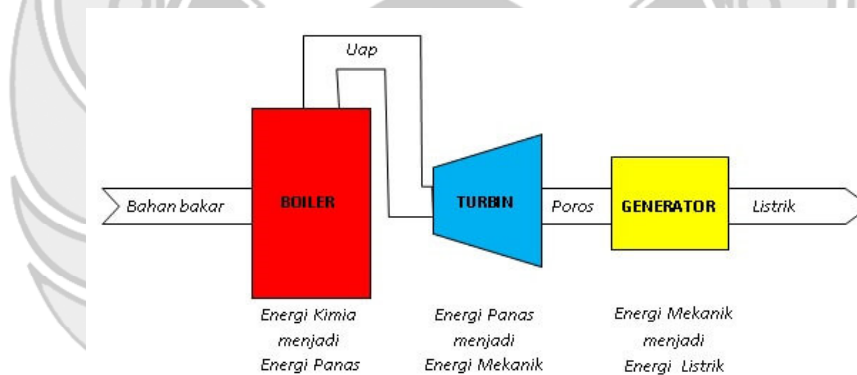 Uap
Bahan bakar
BOILER
TURBIN
Poros
GENERATOR
Listrik
Energi Kimia
menjadi
Energi Panas
Energi Panas
menjadi
Energi Mekanik
Energi Mekanik
menjadi
Energi Listrik